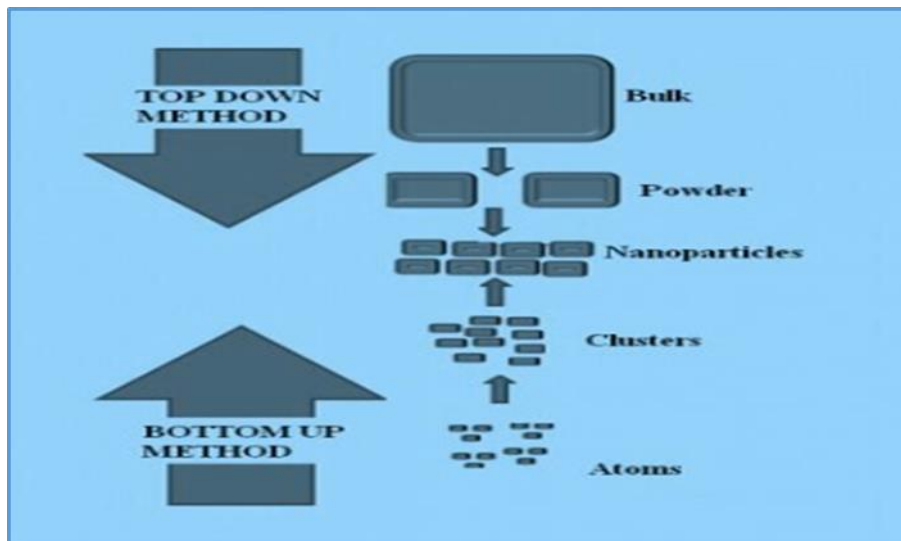 TOP DOWN
METHOD
Bulk
Powder
Nanoparticles
Clusters
BOTTOM UP
METHOD
Atoms